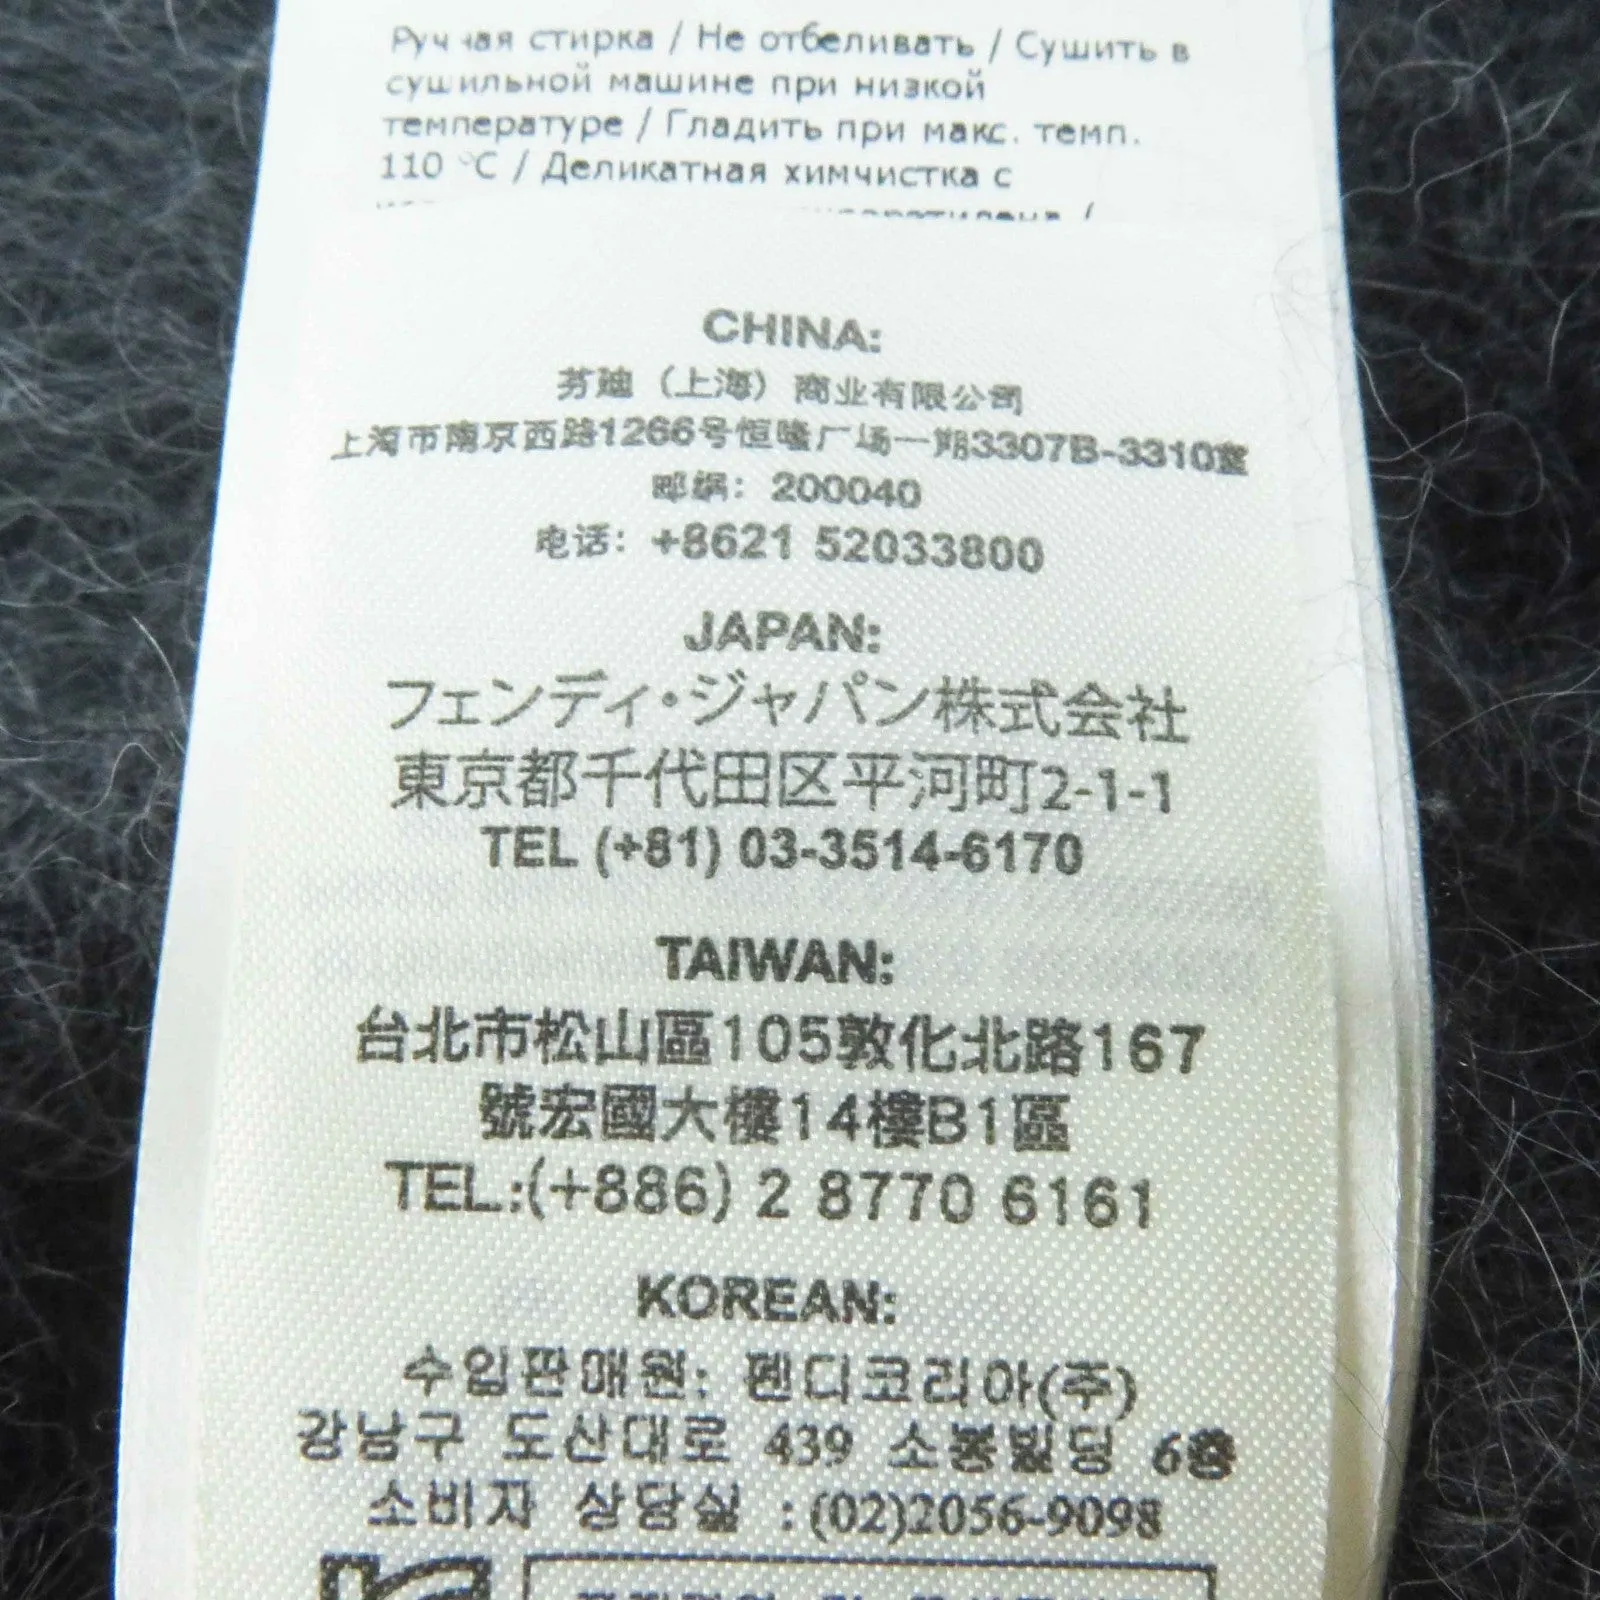 Ручная стирка / Не отбеливать / Сушить в
сушильной машине при низкой
температуре / Гладить при макс. темп.
110 °C / Деликатная химчистка с
CHINA:
芬迪（上海）商业有限公司
上海市南京西路1266号恒隆广场一期3307B-3310室
邮编：200040
电话：+8621 52033800
JAPAN:
フェンディ・ジャパン株式会社
東京都千代田区平河町2-1-1
TEL (+81) 03-3514-6170
TAIWAN:
台北市松山區105敦化北路167
號宏國大樓14樓B1區
TEL.:(+886) 2 8770 6161
KOREAN:
수입판매원: 펜디코리아(주)
강남구 도산대로 439 소봉빌딩 6층
소비자 상담실 :(02)2056-9098